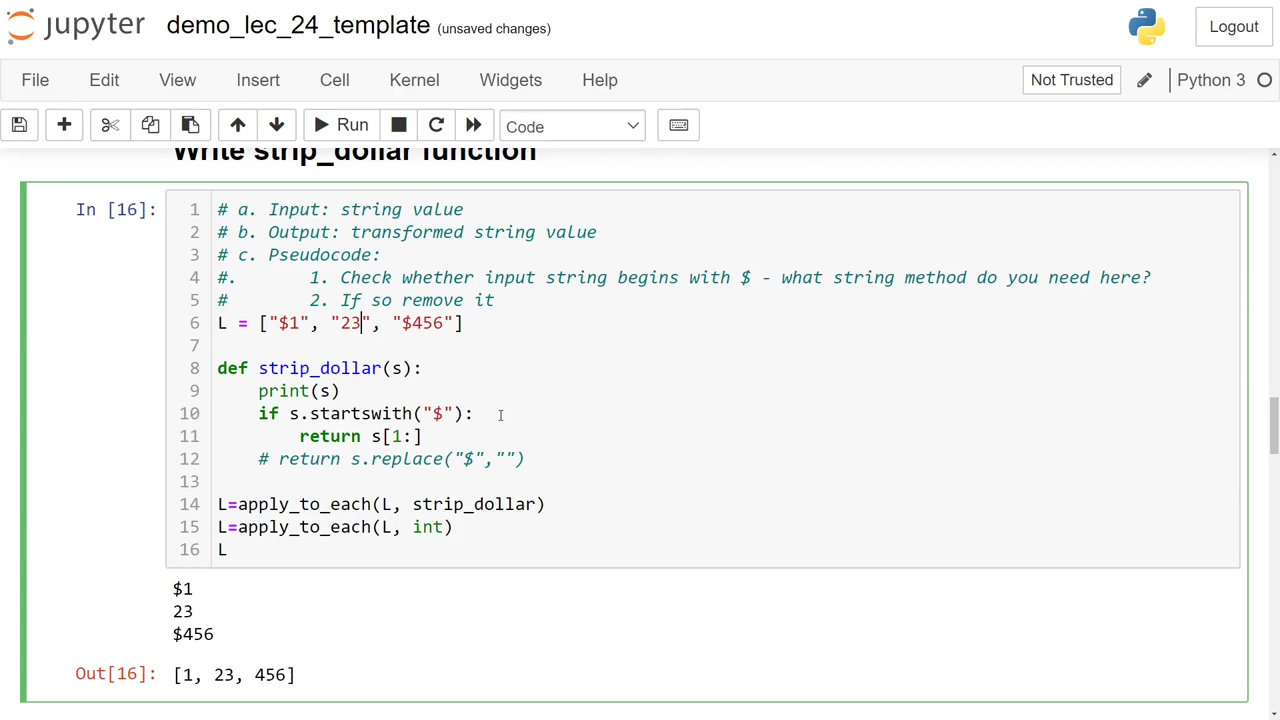 jupyter demo_lec_24_template (unsaved changes) Logout
File Edit View Insert Cell Kernel Widgets Help Not Trusted Python 3
Run Code
Write strip_dollar function
In [16]:
1 # a. Input: string value
2 # b. Output: transformed string value
3 # c. Pseudocode:
4 #. 1. Check whether input string begins with $ - what string method do you need here?
5 # 2. If so remove it
6 L = ["$1", "23", "$456"]
7
8 def strip_dollar(s):
9 print(s)
10 if s.startswith("$"):
11 return s[1:]
12 # return s.replace("$","")
13
14 L=apply_to_each(L, strip_dollar)
15 L=apply_to_each(L, int)
16 L
$1
23
$456
Out[16]: [1, 23, 456]